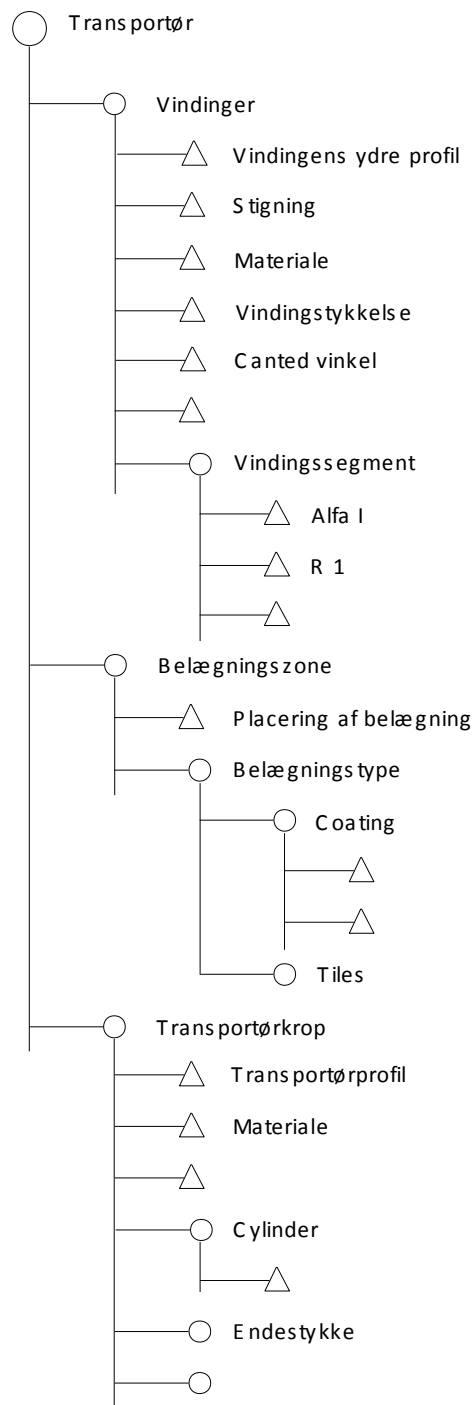 Transportør
Vindinger
Vindingens ydre profil
Stigning
Materiale
Vindingstykkelse
Canted vinkel
Vindingssegment
Alfa I
R 1
Belægningszone
Placering af belægning
Belægningstype
Coating
Tiles
Transportørkrop
Transportørprofil
Materiale
Cylinder
Endestykke